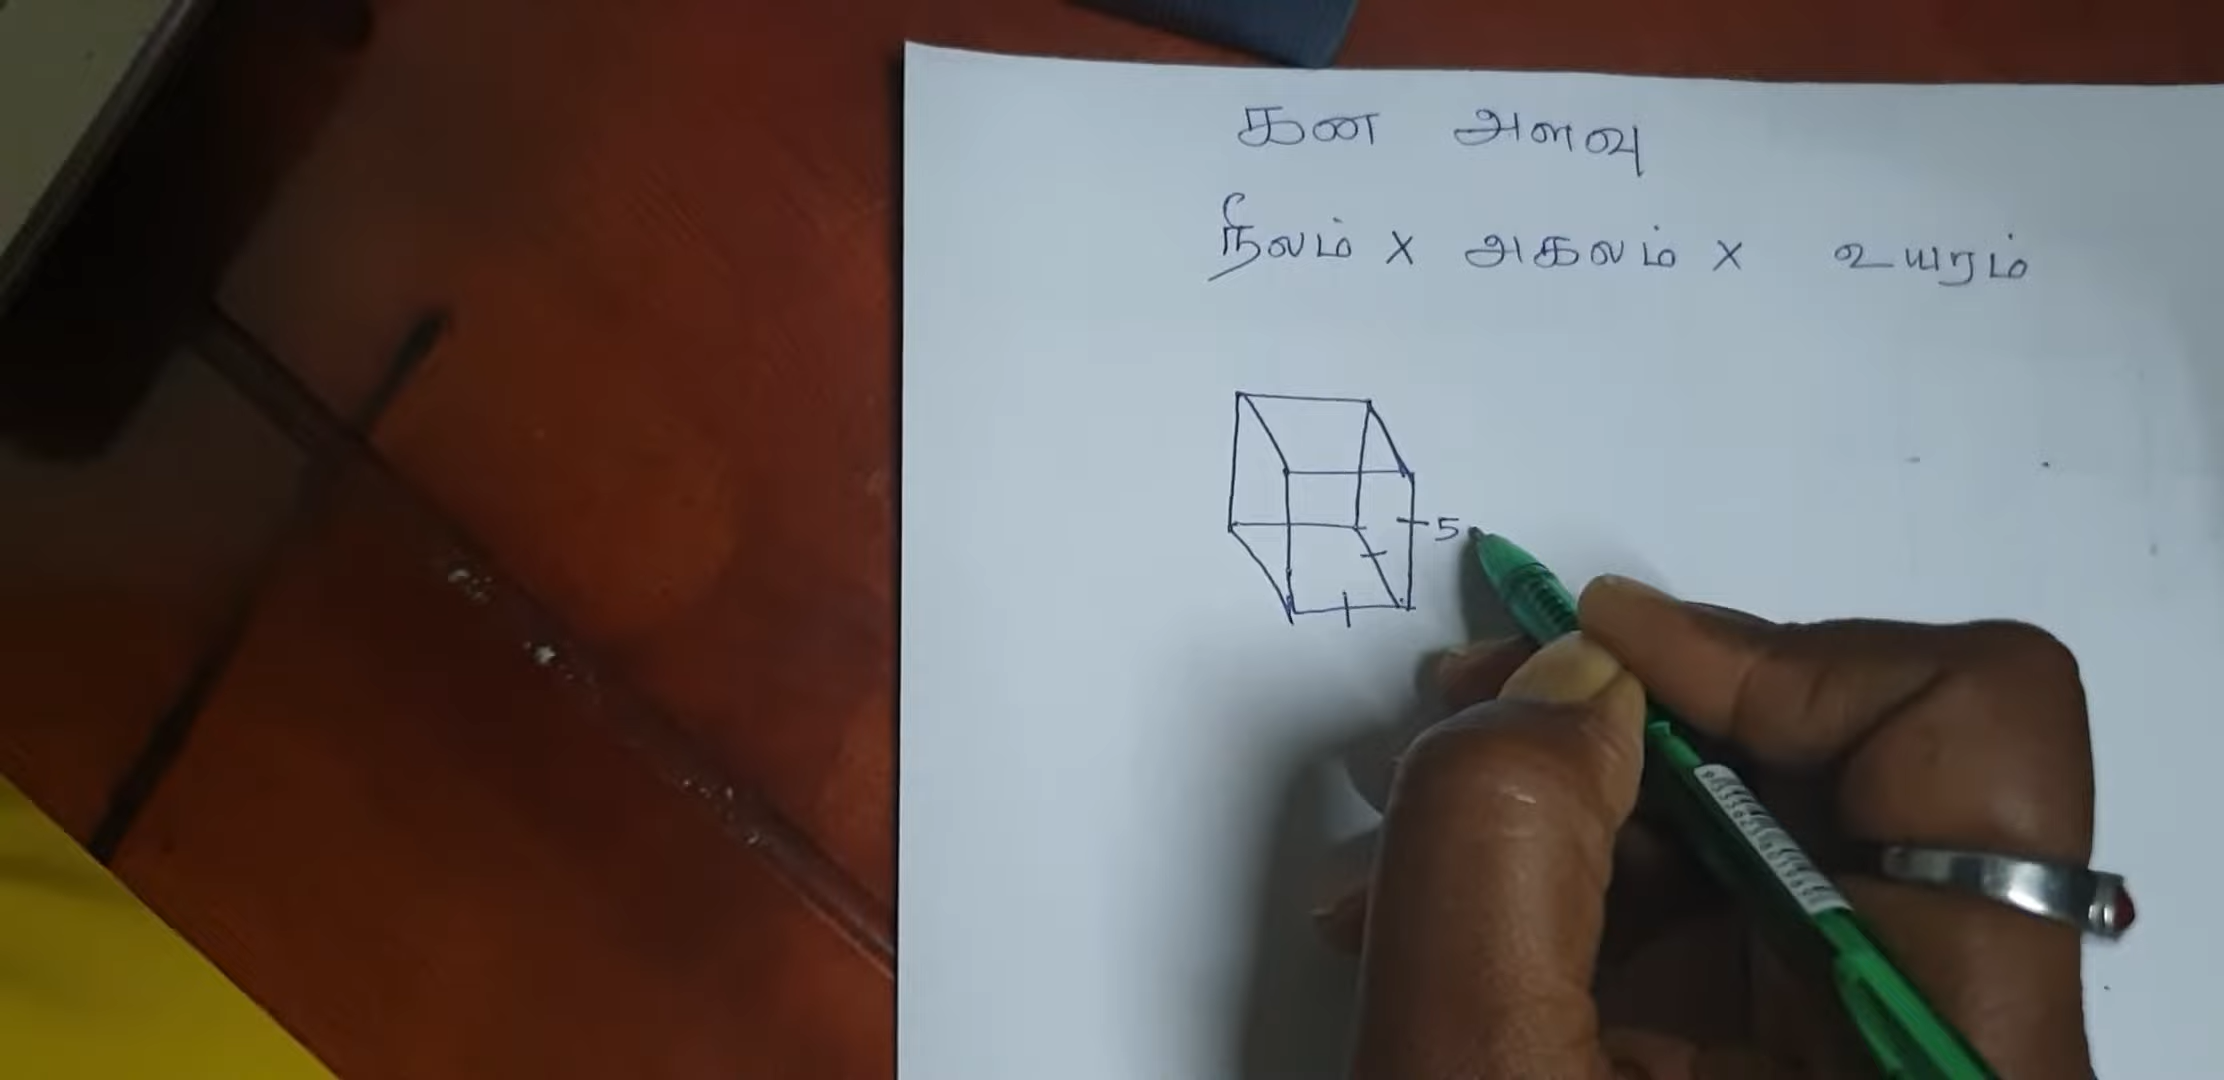 கன அளவு
நீலம் x அகலம் x உயரம்
5